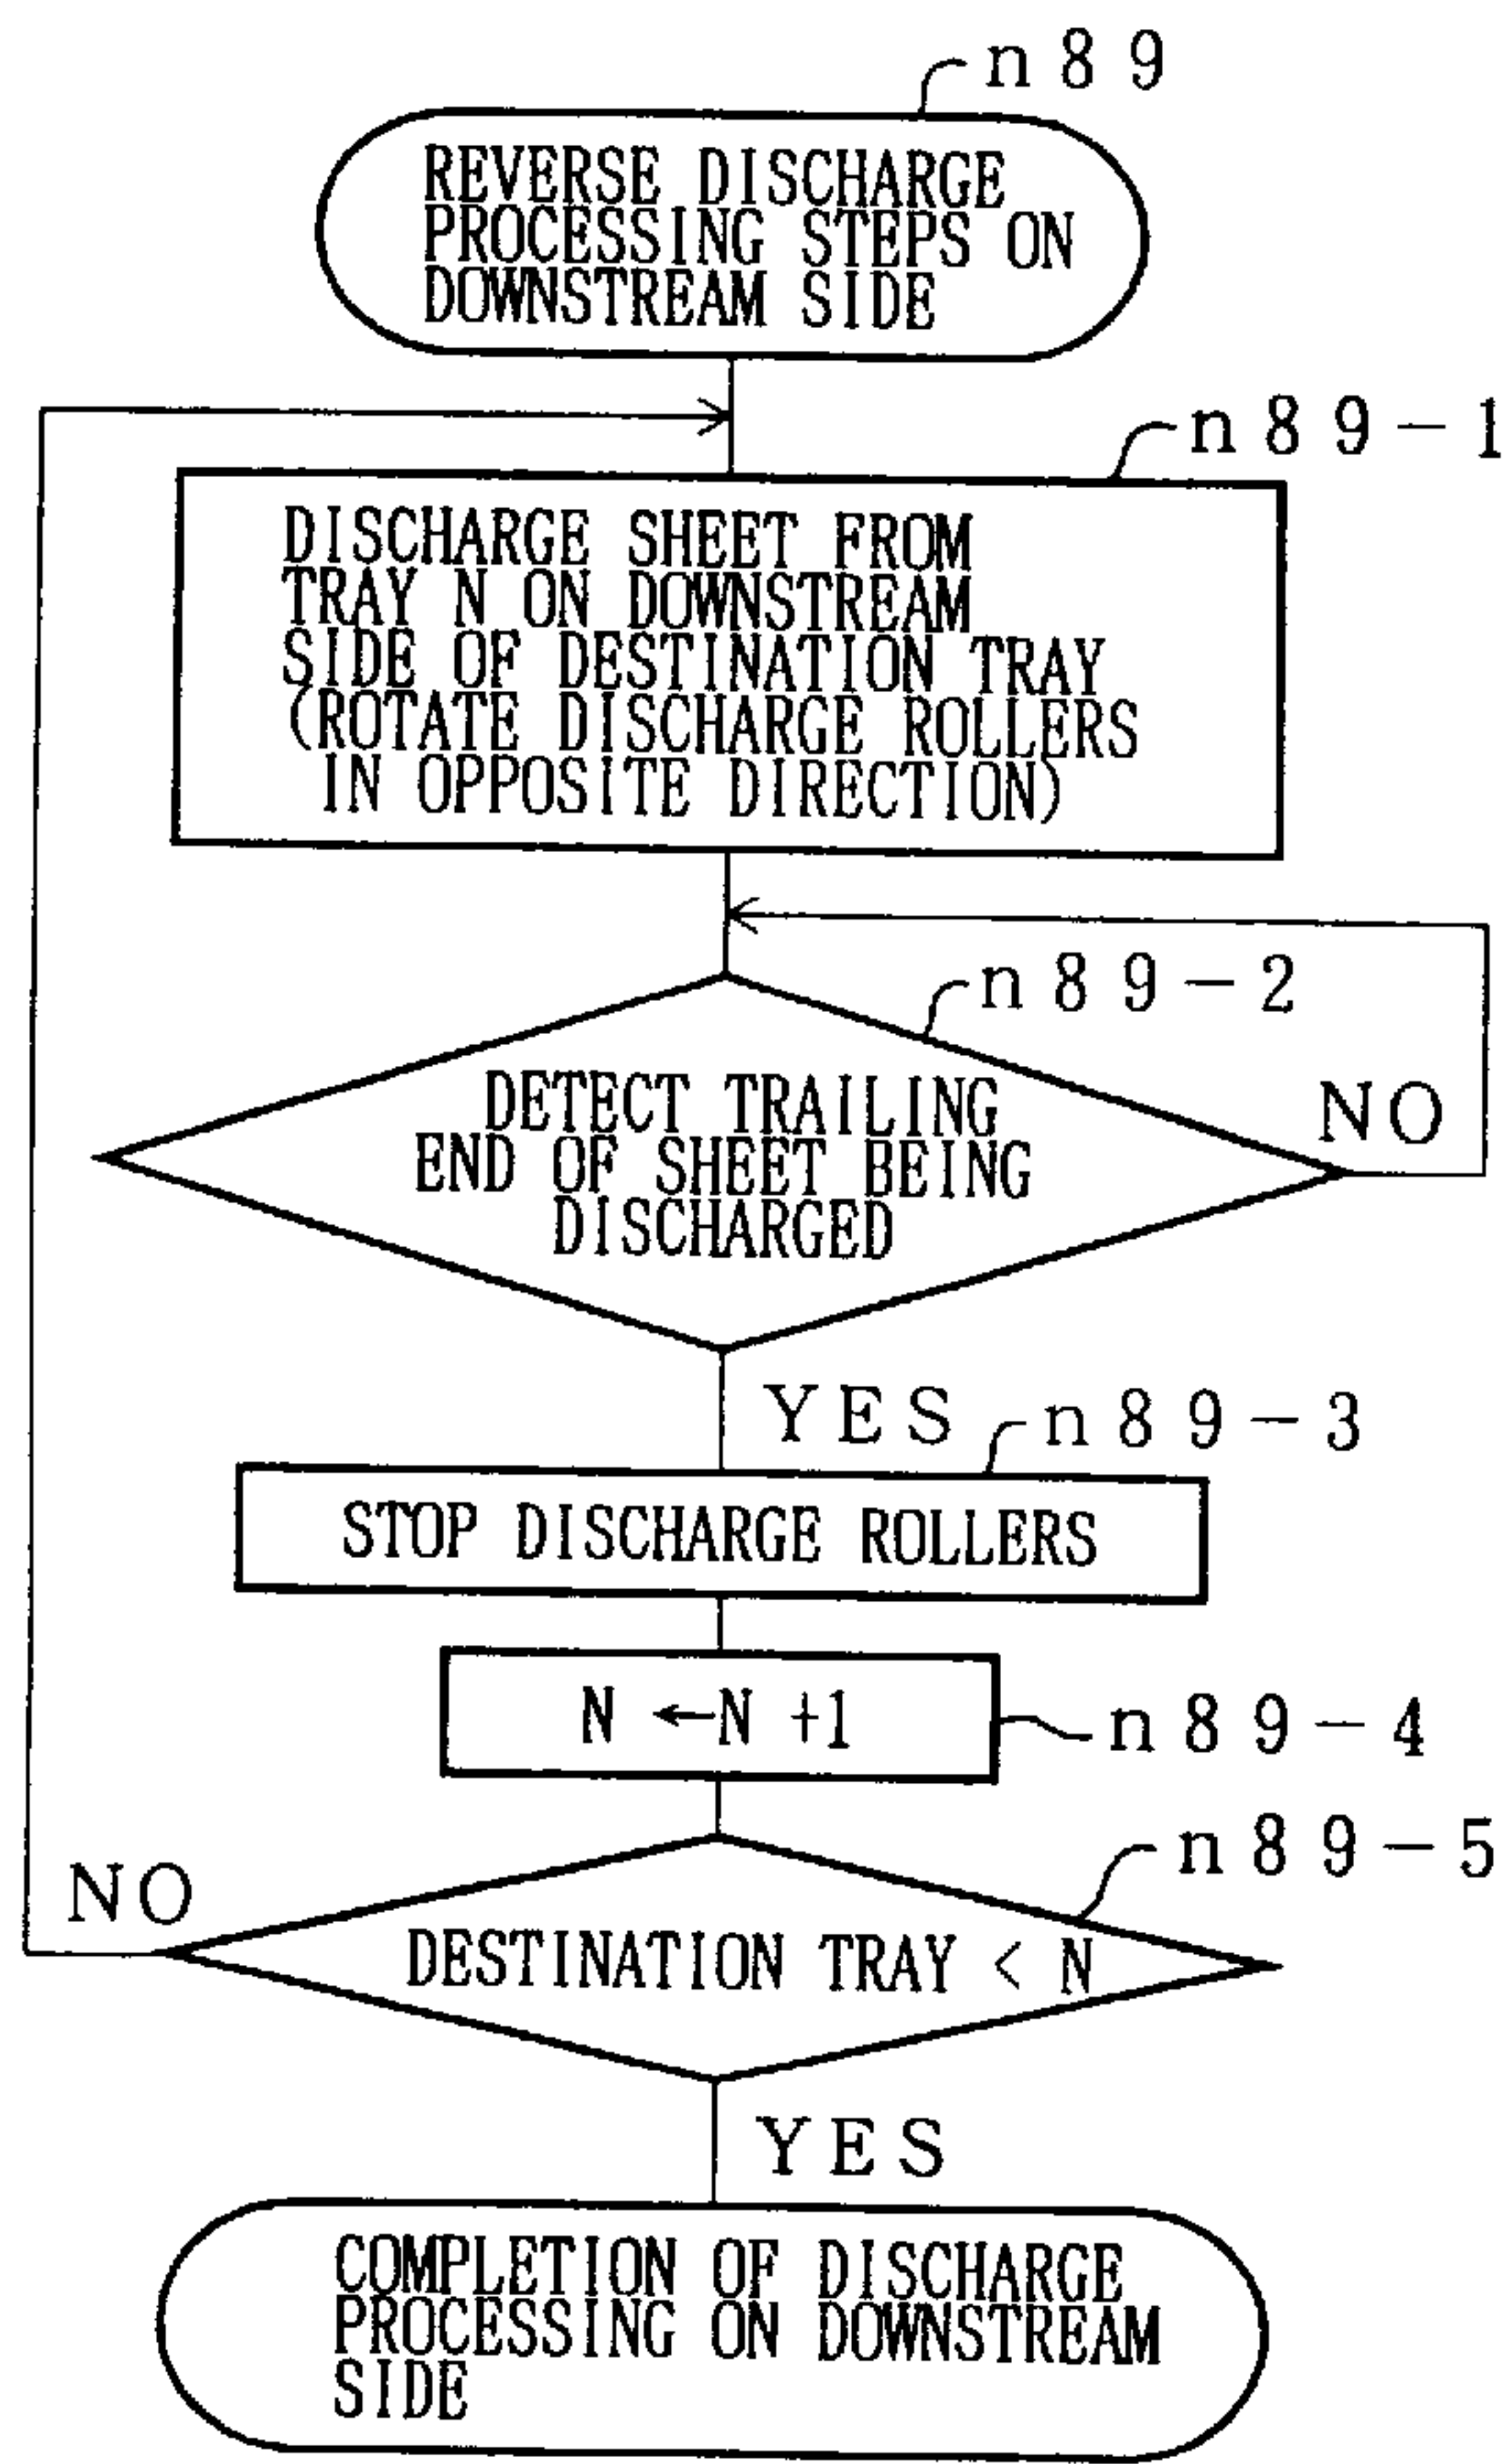 n89
REVERSE DISCHARGE
PROCESSING STEPS ON
DOWNSTREAM SIDE
n89-1
DISCHARGE SHEET FROM
TRAY N ON DOWNSTREAM
SIDE OF DESTINATION TRAY
(ROTATE DISCHARGE ROLLERS
IN OPPOSITE DIRECTION)
n89-2
DETECT TRAILING
END OF SHEET BEING
DISCHARGED
NO
YES
n89-3
STOP DISCHARGE ROLLERS
N ←N +1
n89-4
n89-5
NO
DESTINATION TRAY < N
YES
COMPLETION OF DISCHARGE
PROCESSING ON DOWNSTREAM
SIDE